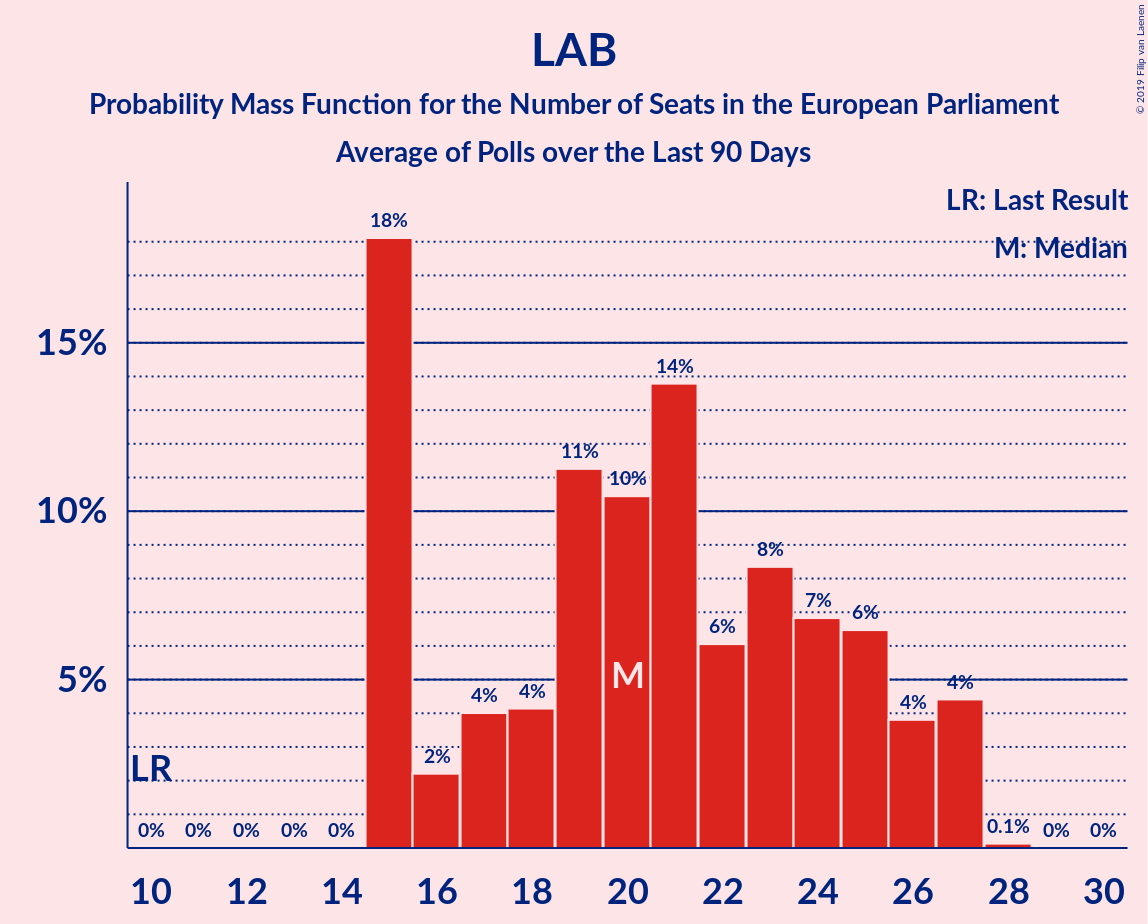 LAB
Probability Mass Function for the Number of Seats in the European Parliament
Average of Polls over the Last 90 Days
© 2019 Filip van Laenen
LR: Last Result
M: Median
15%
10%
5%
18%
2%
4%
4%
11%
10%
14%
6%
8%
7%
6%
4%
4%
0.1%
0%
0%
0%
0%
0%
0%
0%
LR
M
10 12 14 16 18 20 22 24 26 28 30